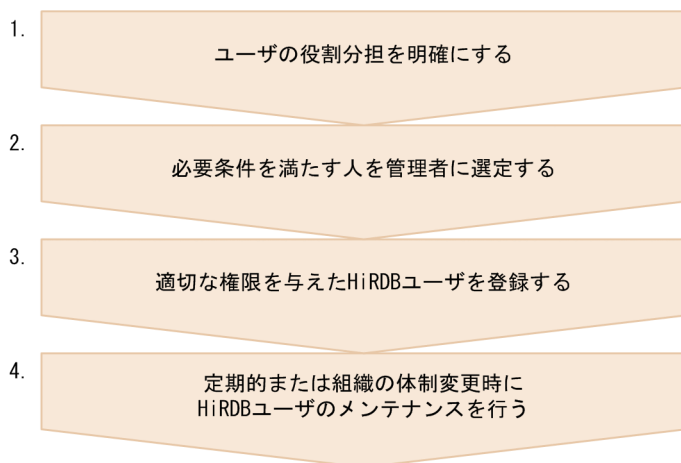 1.
ユーザの役割分担を明確にする
2.
必要条件を満たす人を管理者に選定する
3.
適切な権限を与えたHiRDBユーザを登録する
4.
定期的または組織の体制変更時に
HiRDBユーザのメンテナンスを行う